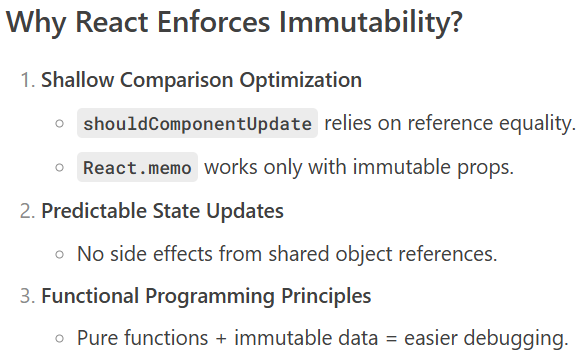 Why React Enforces Immutability?
1. Shallow Comparison Optimization
○ shouldComponentUpdate relies on reference equality.
○ React.memo works only with immutable props.
2. Predictable State Updates
○ No side effects from shared object references.
3. Functional Programming Principles
○ Pure functions + immutable data = easier debugging.